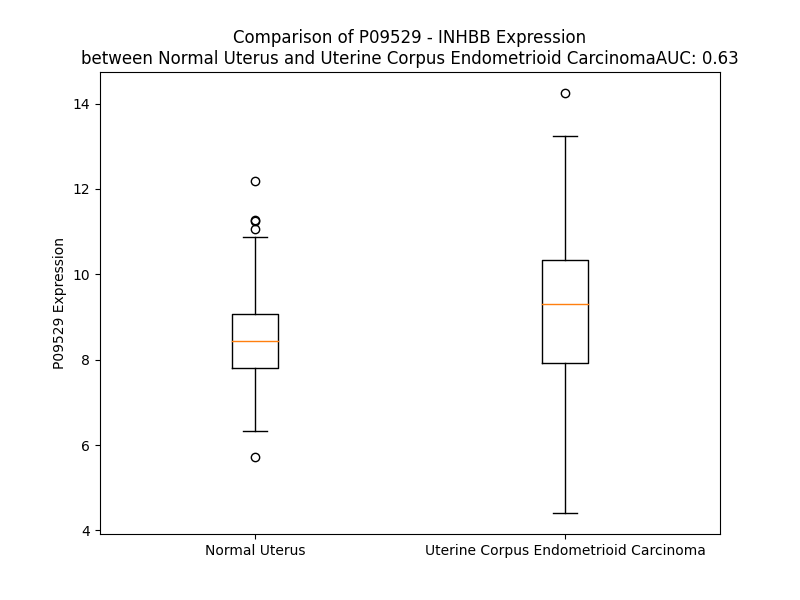 Comparison of P09529 - INHBB Expression
between Normal Uterus and Uterine Corpus Endometrioid CarcinomaAUC: 0.63
14
12
10
8
6
4
P09529 Expression
Normal Uterus
Uterine Corpus Endometrioid Carcinoma